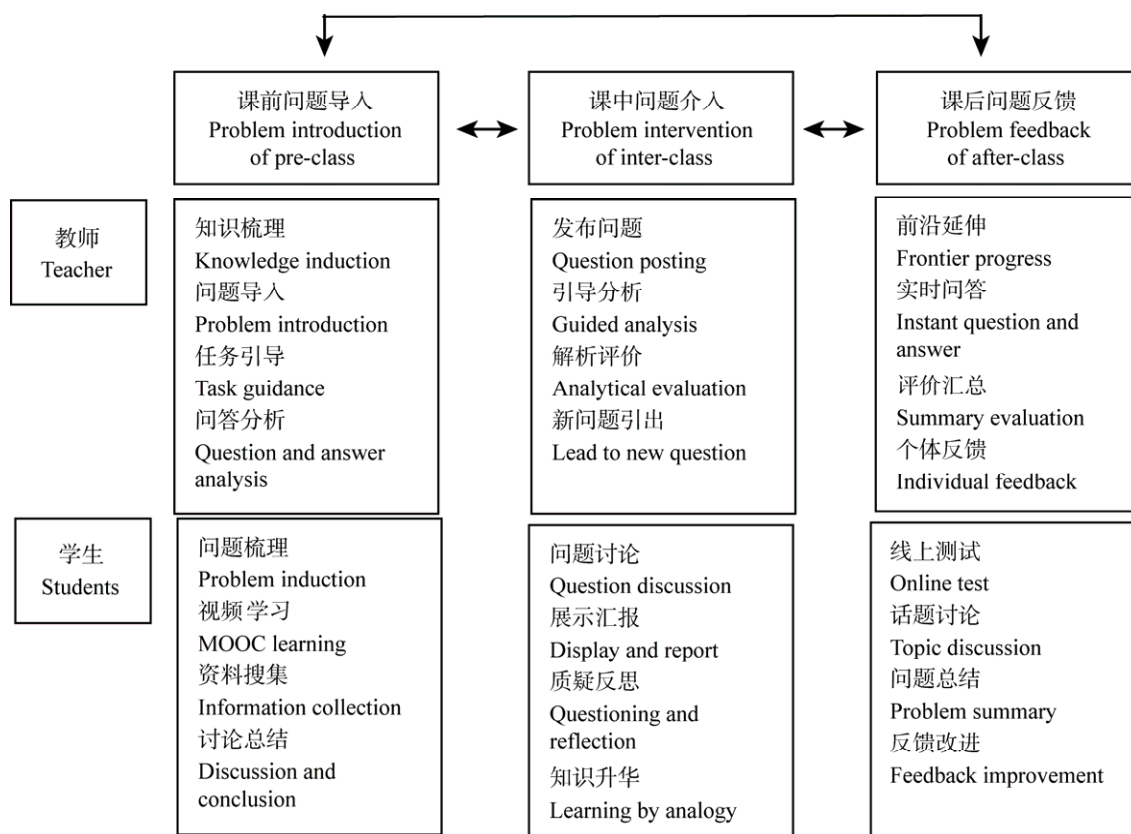 课前问题导入
Problem introduction
of pre-class
课中问题介入
Problem intervention
of inter-class
课后问题反馈
Problem feedback
of after-class
教师
Teacher
知识梳理
Knowledge induction
问题导入
Problem introduction
任务引导
Task guidance
问答分析
Question and answer
analysis
发布问题
Question posting
引导分析
Guided analysis
解析评价
Analytical evaluation
新问题引出
Lead to new question
前沿延伸
Frontier progress
实时问答
Instant question and
answer
评价汇总
Summary evaluation
个体反馈
Individual feedback
学生
Students
问题梳理
Problem induction
视频学习
MOOC learning
资料搜集
Information collection
讨论总结
Discussion and
conclusion
问题讨论
Question discussion
展示汇报
Display and report
质疑反思
Questioning and
reflection
知识升华
Learning by analogy
线上测试
Online test
话题讨论
Topic discussion
问题总结
Problem summary
反馈改进
Feedback improvement